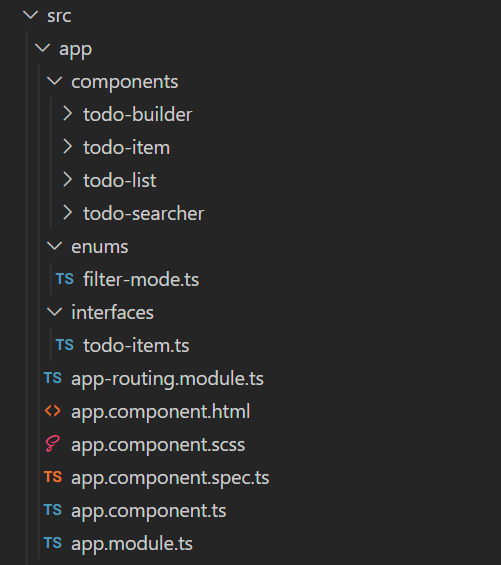 src
app
components
todo-builder
todo-item
todo-list
todo-searcher
enums
TS filter-mode.ts
interfaces
TS todo-item.ts
TS app-routing.module.ts
<> app.component.html
app.component.scss
TS app.component.spec.ts
TS app.component.ts
TS app.module.ts